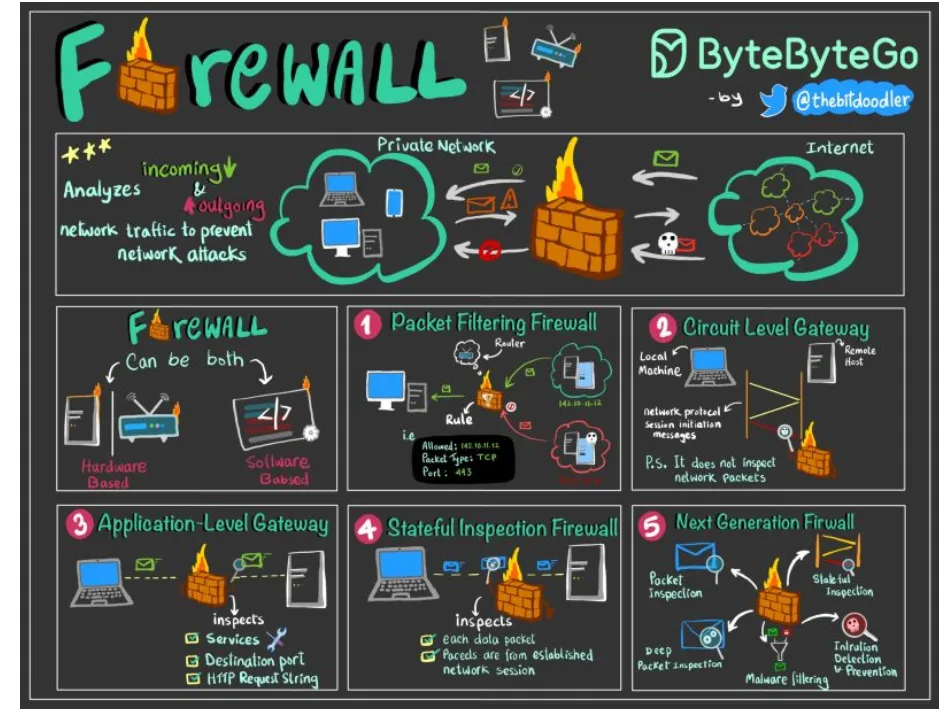 FireWALL
ByteByteGo
-by @thebitdoodler
Analyzes incoming
&
outgoing
network traffic to prevent
network attacks
Private Network
Internet
FireWALL
Can be both
Hardware
Based
Software
Babsed
1 Packet Filtering Firewall
Router
Rule
i.e
Allowed: 142.10.11.12
Packet Type: TCP
Port: 443
142.10.11.12
2 Circuit Level Gateway
Local
Machine
Remote
Host
network protocol
session initiation
messages
P.S. It does not inspect
network packets
3 Application-Level Gateway
inspects
Services
Destination port
HTTP Request String
4 Stateful Inspection Firewall
inspects
each data packet
Paceds are from established
network session
5 Next Generation Firwall
Packet
Inspection
Stateful
Inspection
Deep
Packet Inspection
Malware filtering
Intrution
Detection
& Prevention